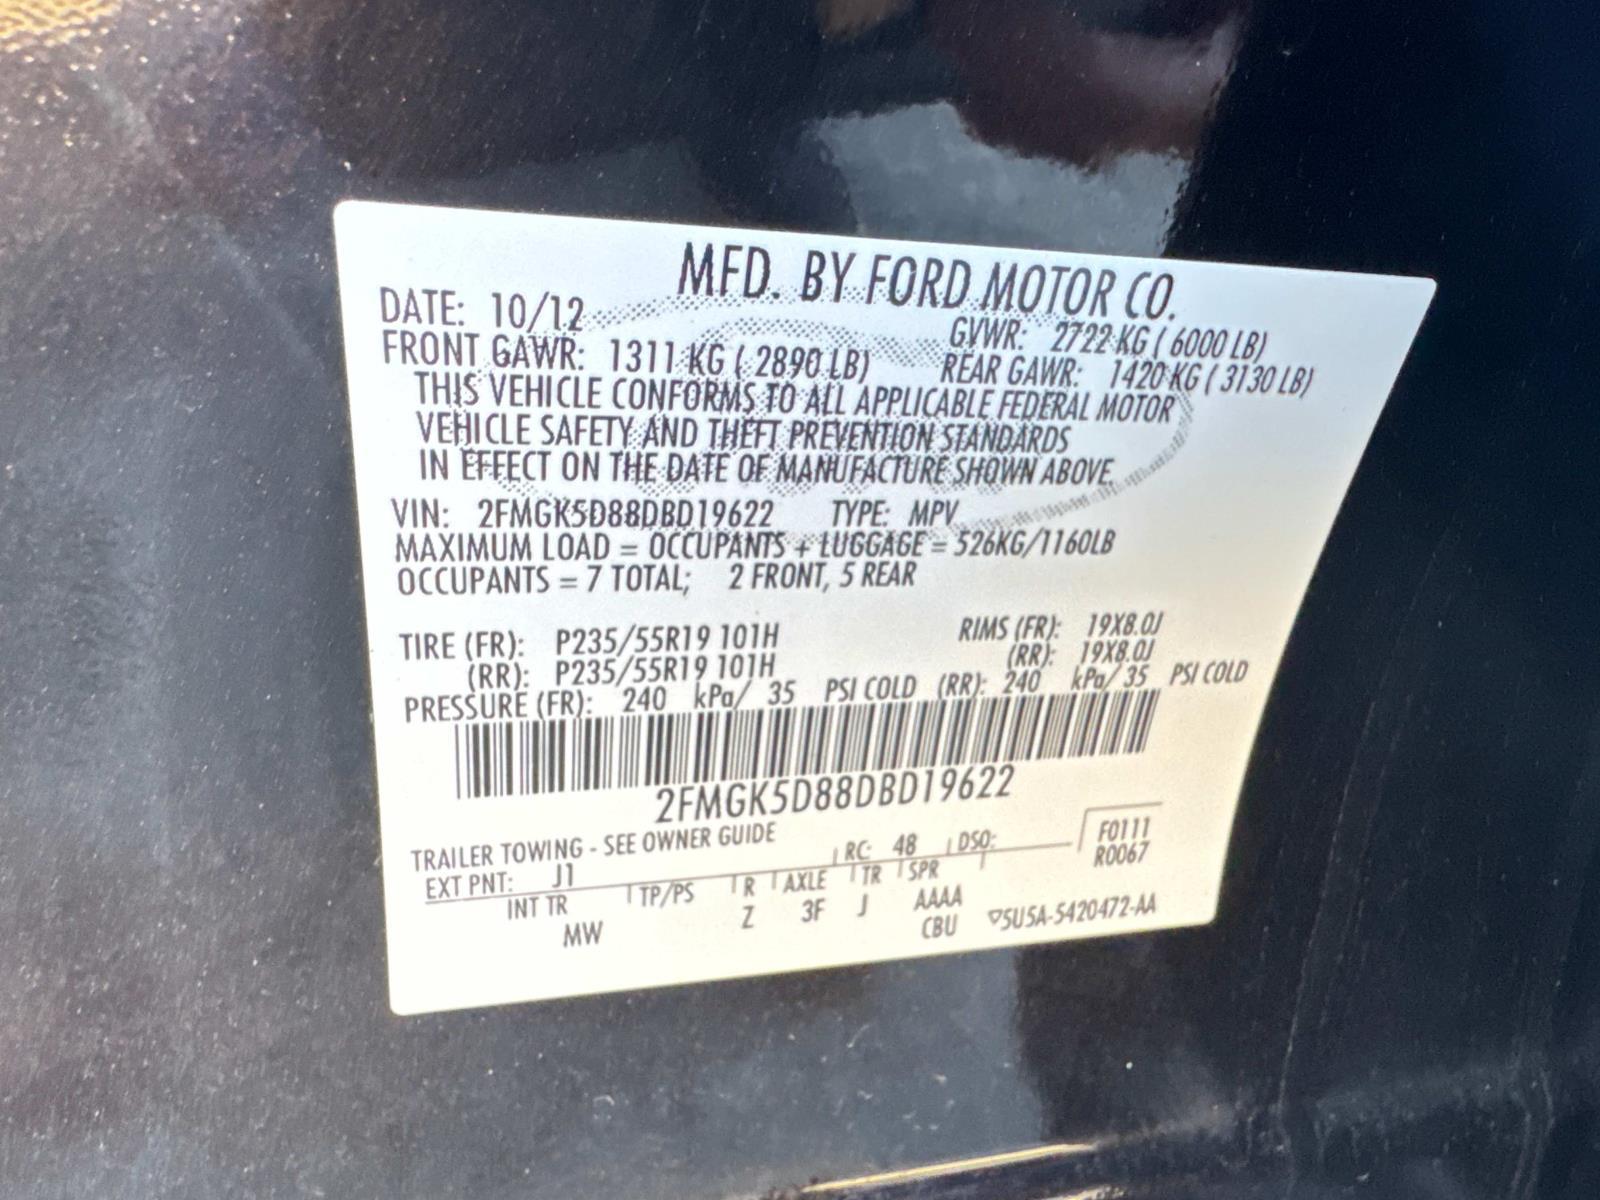 MFD. BY FORD MOTOR CO.
DATE: 10/12 GVWR: 2722 KG ( 6000 LB)
FRONT GAWR: 1311 KG ( 2890 LB) REAR GAWR: 1420 KG ( 3130 LB)
THIS VEHICLE CONFORMS TO ALL APPLICABLE FEDERAL MOTOR
VEHICLE SAFETY AND THEFT PREVENTION STANDARDS
IN EFFECT ON THE DATE OF MANUFACTURE SHOWN ABOVE.
VIN: 2FMGK5D88DBD19622 TYPE: MPV
MAXIMUM LOAD = OCCUPANTS + LUGGAGE = 526KG/1160LB
OCCUPANTS = 7 TOTAL; 2 FRONT, 5 REAR
TIRE (FR): P235/55R19 101H RIMS (FR): 19X8.0J
(RR): P235/55R19 101H (RR): 19X8.0J
PRESSURE (FR): 240 kPa/ 35 PSI COLD (RR): 240 kPa/ 35 PSI COLD
2FMGK5D88DBD19622
TRAILER TOWING - SEE OWNER GUIDE
EXT PNT: J1 RC: 48 DSO: F0111
R0067
INT TR TP/PS R AXLE TR SPR
MW Z 3F J AAAA
CBU ▽5U5A-5420472-AA